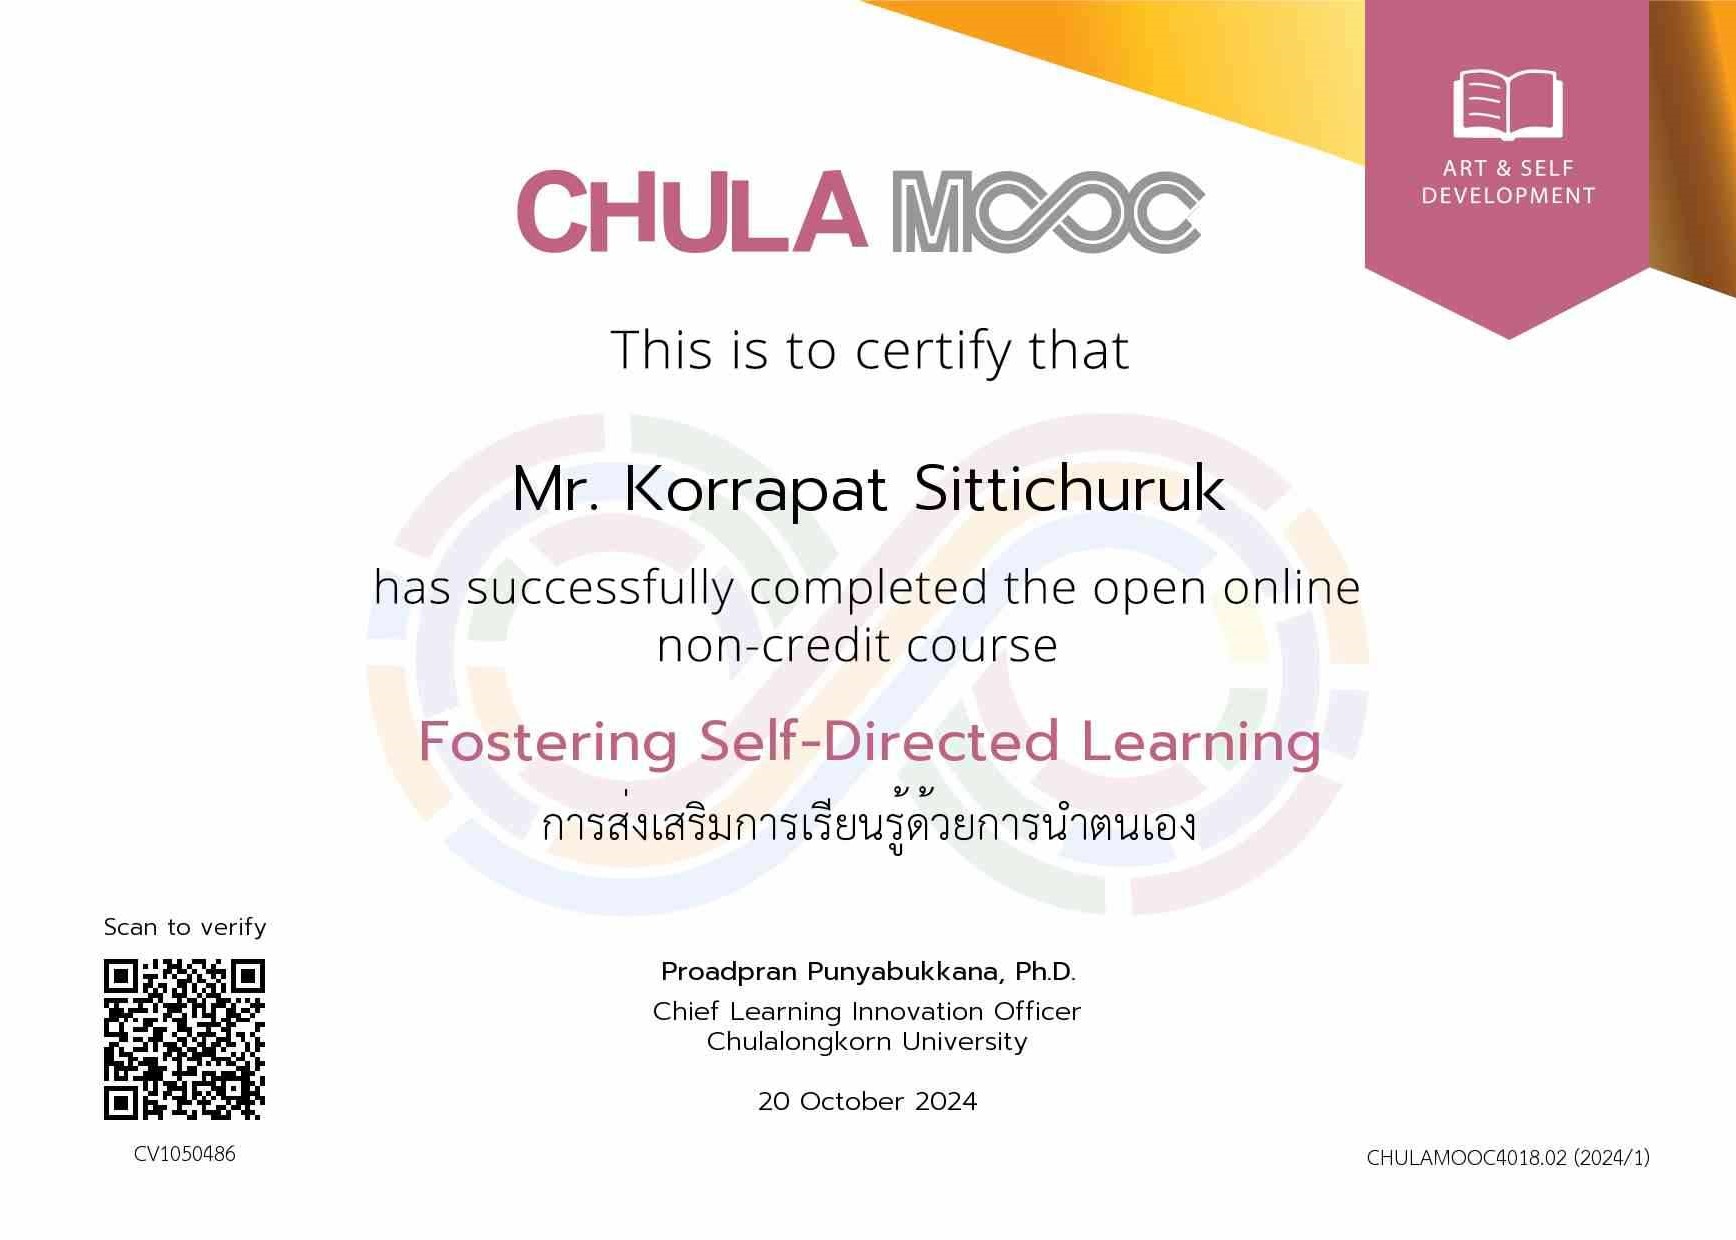 ART & SELF
DEVELOPMENT
CHULA MOOC
This is to certify that
Mr. Korrapat Sittichuruk
has successfully completed the open online
non-credit course
Fostering Self-Directed Learning
การส่งเสริมการเรียนรู้ด้วยการนำตนเอง
Scan to verify
CV1050486
Proadpran Punyabukkana, Ph.D.
Chief Learning Innovation Officer
Chulalongkorn University
20 October 2024
CHULAMOOC4018.02 (2024/1)